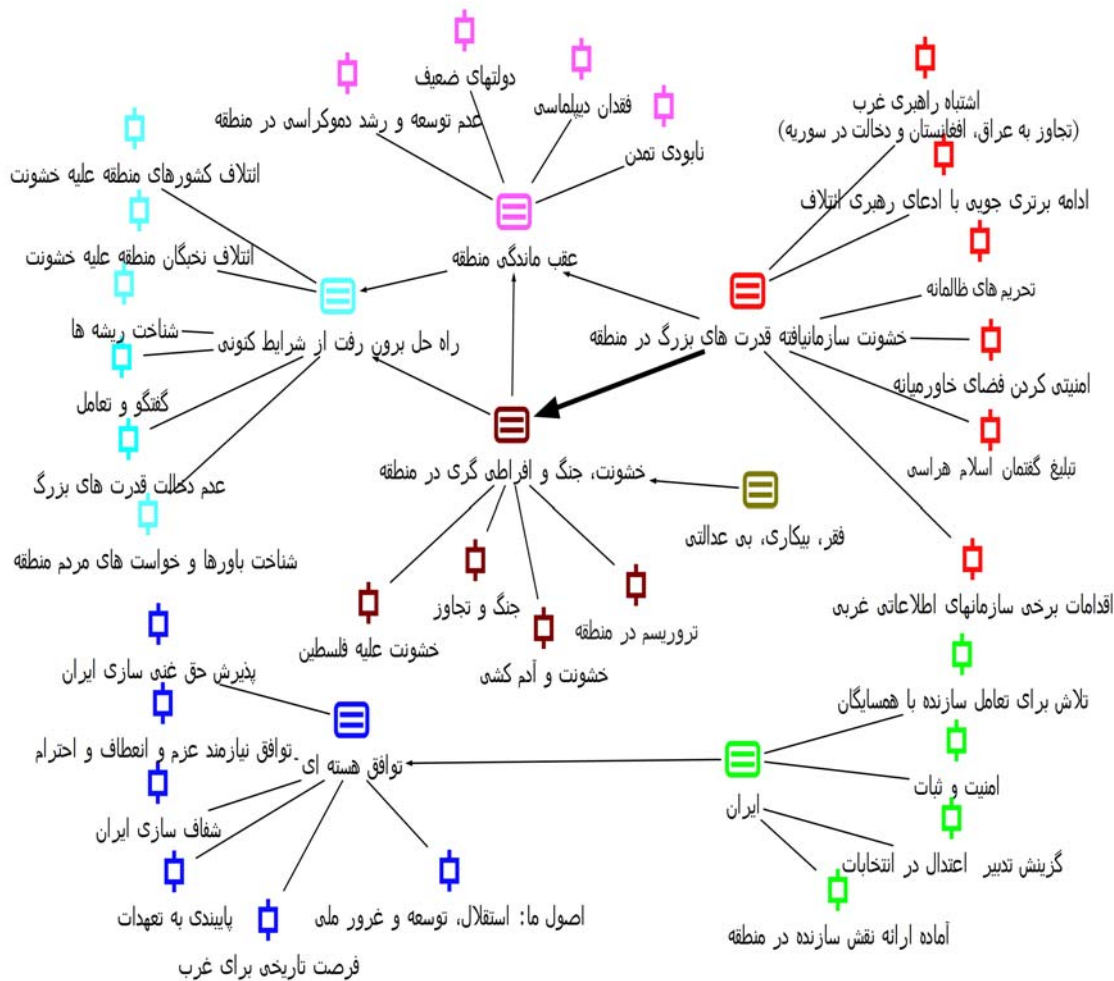 دولتهای ضعیف
عدم توسعه و رشد دموکراسی در منطقه
فقدان دیپلماسی
نابودی تمدن
عقب ماندگی منطقه
اشتباه راهبری غرب
(تجاوز به عراق، افغانستان و دخالت در سوریه)
ادامه برتری جویی با ادعای رهبری ائتلاف
تحریم های ظالمانه
خشونت سازمانیافته قدرت های بزرگ در منطقه
امنیتی کردن فضای خاورمیانه
تبلیغ گفتمان اسلام هراسی
اقدامات برخی سازمانهای اطلاعاتی غربی
ائتلاف کشورهای منطقه علیه خشونت
ائتلاف نخبگان منطقه علیه خشونت
شناخت ریشه ها
راه حل برون رفت از شرایط کنونی
گفتگو و تعامل
عدم دخالت قدرت های بزرگ
شناخت باورها و خواست های مردم منطقه
خشونت، جنگ و افراطی گری در منطقه
فقر، بیکاری، بی عدالتی
تروریسم در منطقه
جنگ و تجاوز
خشونت و آدم کشی
خشونت علیه فلسطین
پذیرش حق غنی سازی ایران
توافق نیازمند عزم و انعطاف و احترام
توافق هسته ای
شفاف سازی ایران
پایبندی به تعهدات
اصول ما: استقلال، توسعه و غرور ملی
فرصت تاریخی برای غرب
تلاش برای تعامل سازنده با همسایگان
امنیت و ثبات
ایران
گزینش تدبیر اعتدال در انتخابات
آماده ارائه نقش سازنده در منطقه